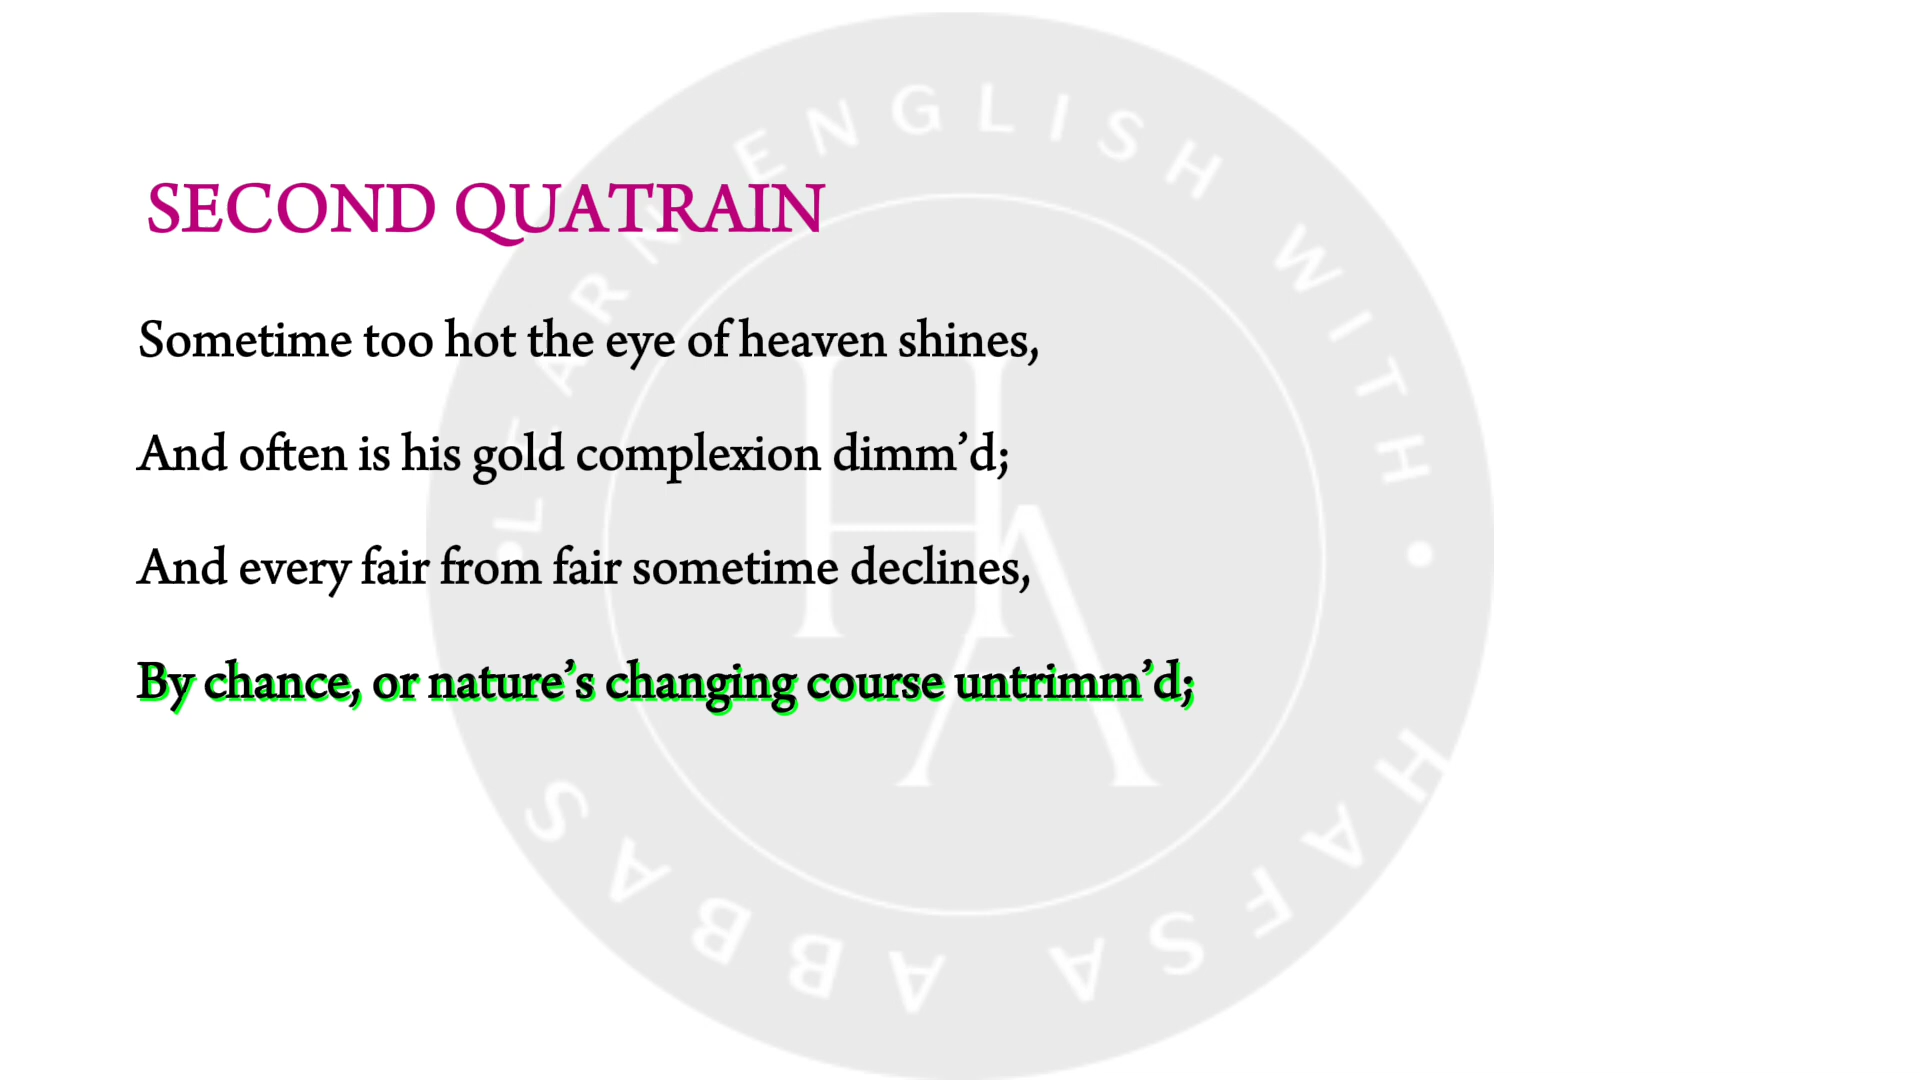 LEARN ENGLISH WITH
SECOND QUATRAIN
Sometime too hot the eye of heaven shines,
And often is his gold complexion dimm’d;
And every fair from fair sometime declines,
By chance, or nature’s changing course untrimm’d;
HA
HAFSA ABBAS